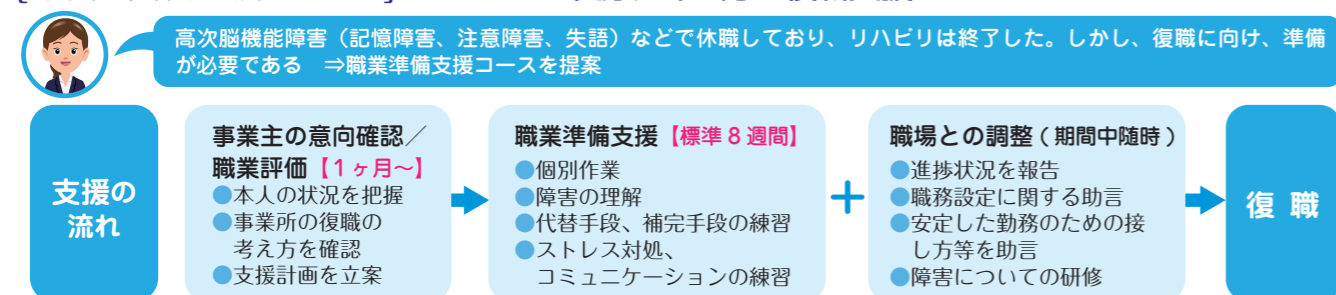 高次脳機能障害（記憶障害、注意障害、失語）などで休職しており、リハビリは終了した。しかし、復職に向け、準備
が必要である　⇒職業準備支援コースを提案
支援の
流れ
事業主の意向確認／
職業評価【1ヶ月～】
●本人の状況を把握
●事業所の復職の
考え方を確認
●支援計画を立案
職業準備支援【標準8週間】
●個別作業
●障害の理解
●代替手段、補完手段の練習
●ストレス対処、
コミュニケーションの練習
＋
職場との調整(期間中随時)
●進捗状況を報告
●職務設定に関する助言
●安定した勤務のための接
し方等を助言
●障害についての研修
復 職